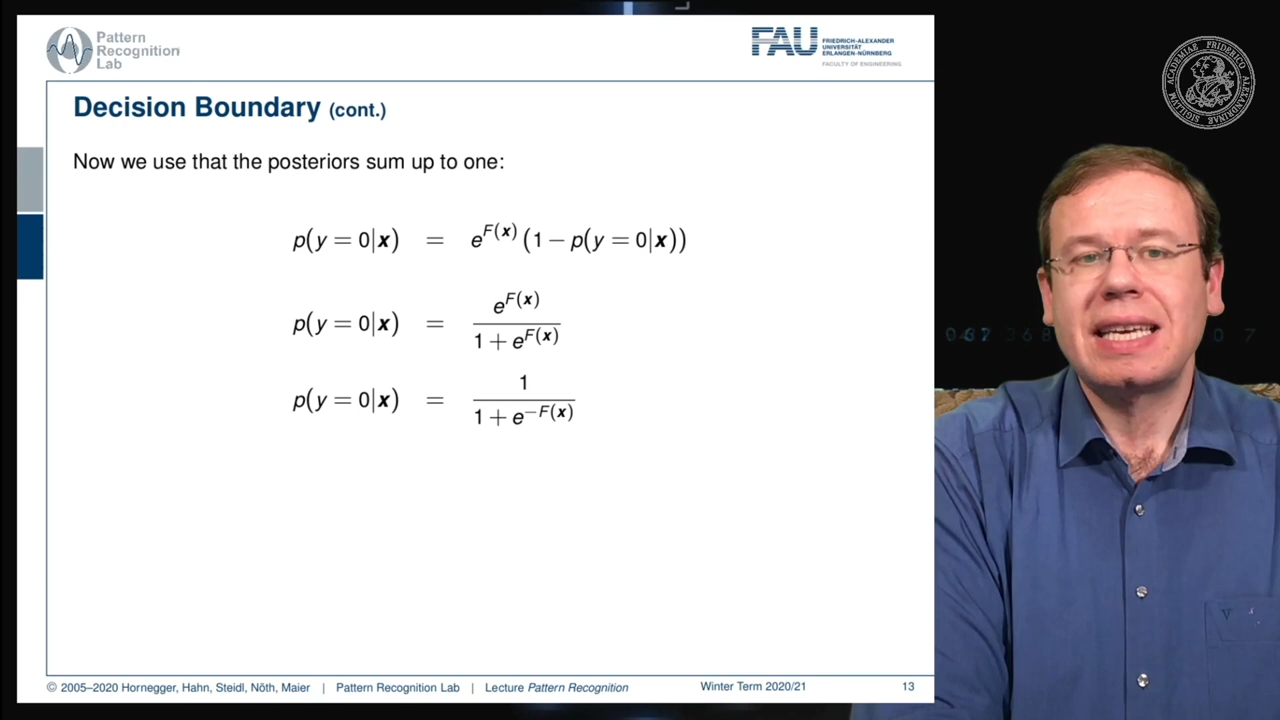 Pattern
Recognition
Lab
FAU
FRIEDRICH-ALEXANDER
UNIVERSITÄT
ERLANGEN-NÜRNBERG
FACULTY OF ENGINEERING
Decision Boundary (cont.)
Now we use that the posteriors sum up to one:
p(y = 0|x) = e^{F(x)} (1 − p(y = 0|x))
p(y = 0|x) = \frac{e^{F(x)}}{1 + e^{F(x)}}
p(y = 0|x) = \frac{1}{1 + e^{−F(x)}}
© 2005–2020 Hornegger, Hahn, Steidl, Nöth, Maier | Pattern Recognition Lab | Lecture Pattern Recognition Winter Term 2020/21 13